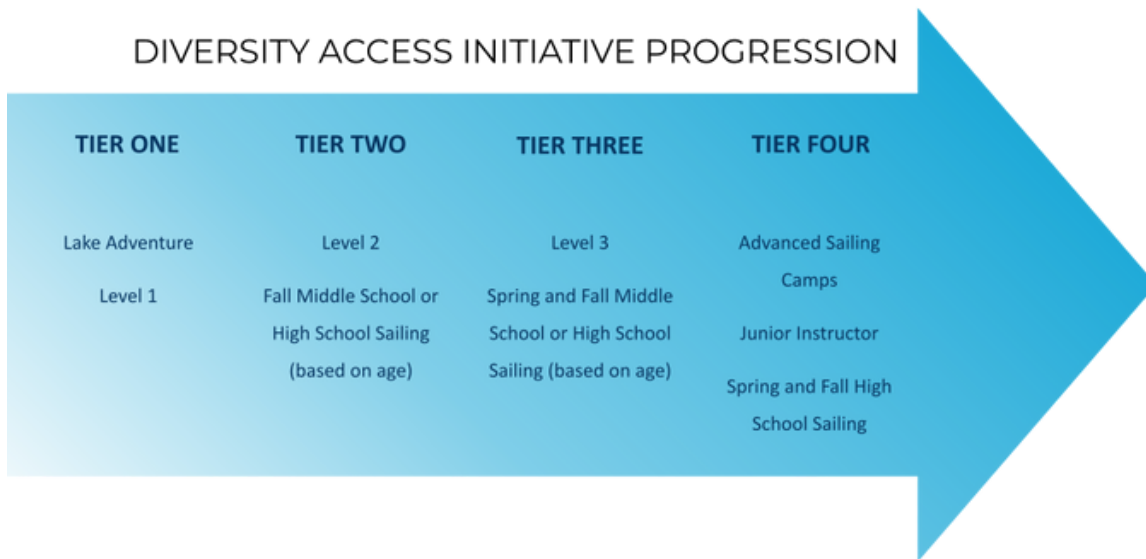 DIVERSITY ACCESS INITIATIVE PROGRESSION
TIER ONE
Lake Adventure
Level 1
TIER TWO
Level 2
Fall Middle School or
High School Sailing
(based on age)
TIER THREE
Level 3
Spring and Fall Middle
School or High School
Sailing (based on age)
TIER FOUR
Advanced Sailing
Camps
Junior Instructor
Spring and Fall High
School Sailing